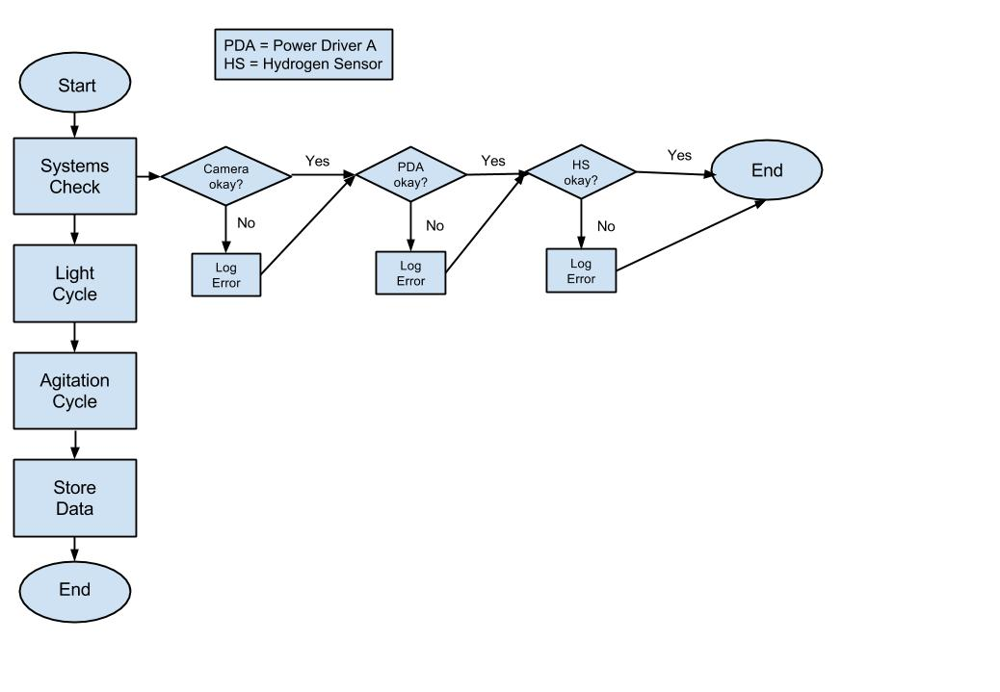 PDA = Power Driver A
HS = Hydrogen Sensor
Start
Systems
Check
Camera
okay?
Yes
PDA
okay?
Yes
HS
okay?
Yes
End
No
No
No
Log
Error
Log
Error
Log
Error
Light
Cycle
Agitation
Cycle
Store
Data
End